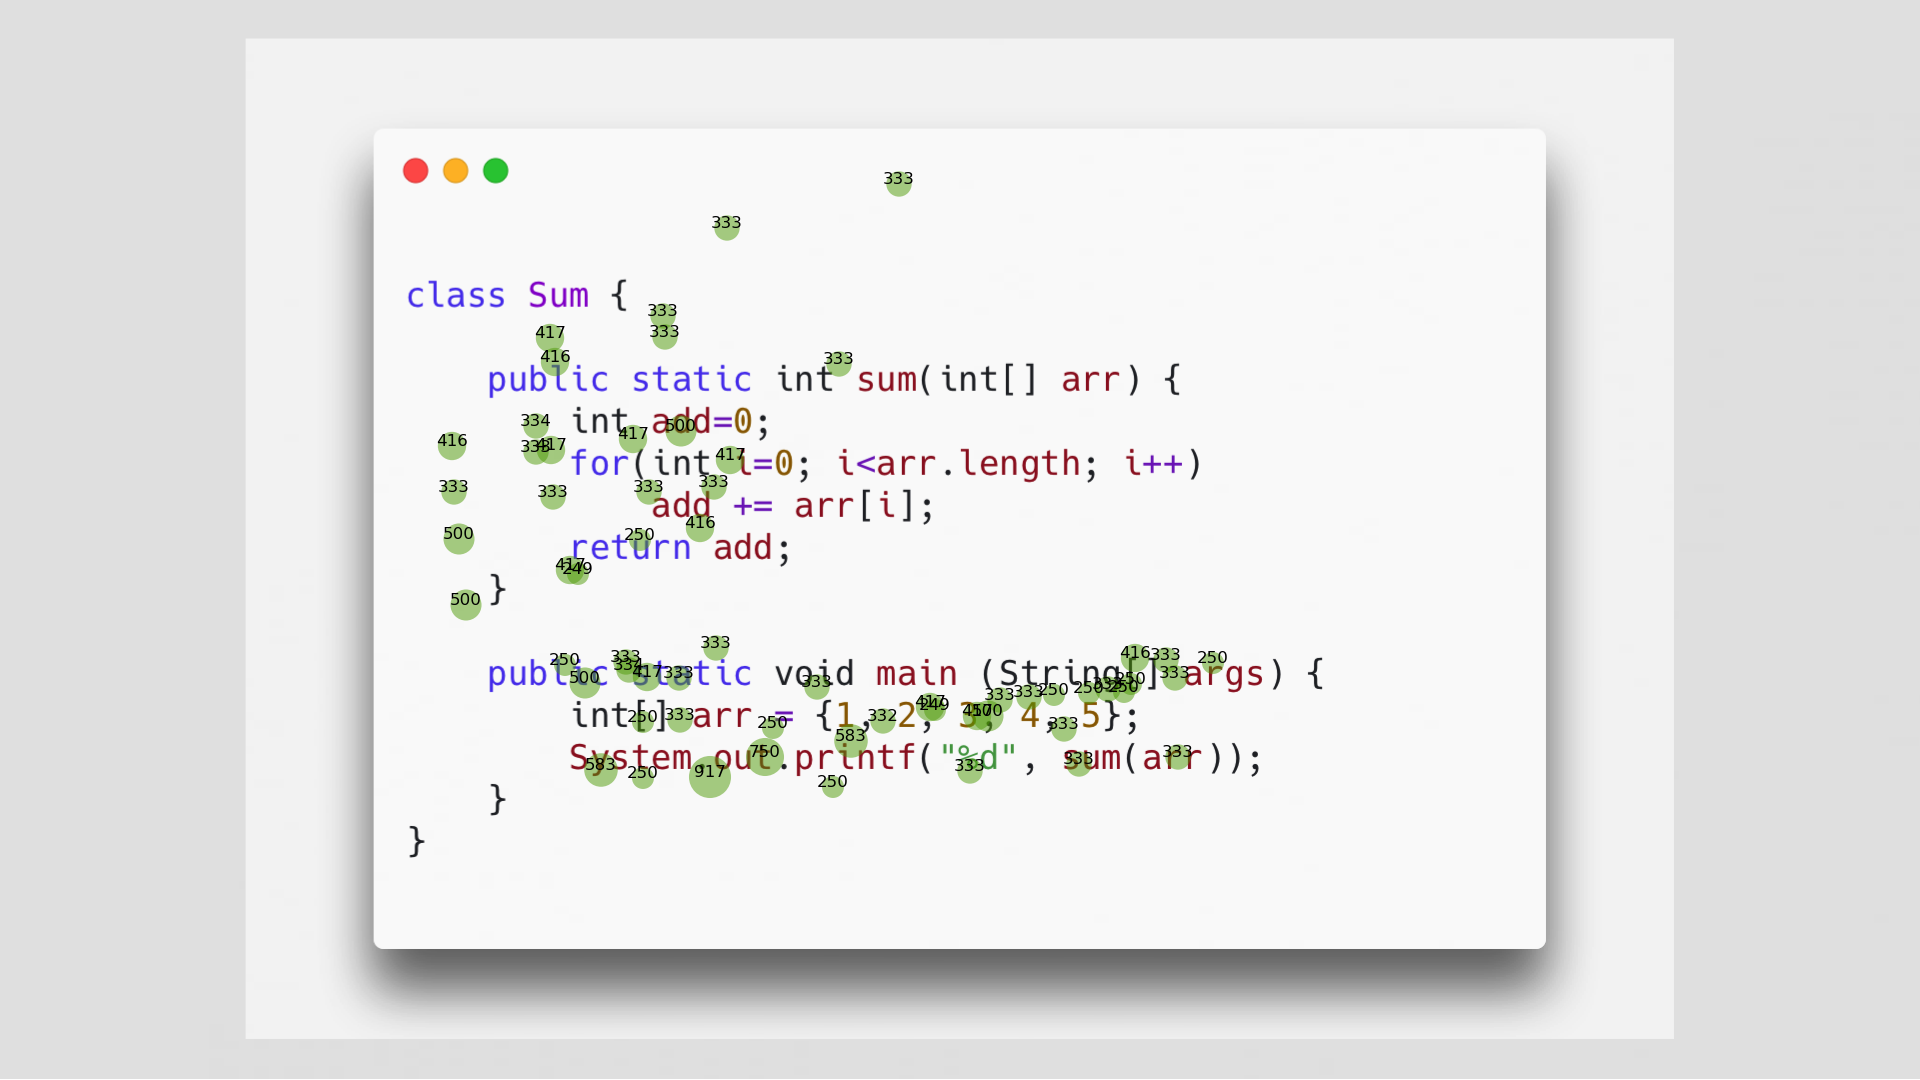 333
333
class Sum {
333
417 333
416 333
public static int sum(int[] arr) {
334 int add=0;
416 333 417 417 500
for(int i=0; i<arr.length; i++)
417
333 333 333 333
add += arr[i];
500 250 416
return add;
417 249
}
500
333
250 333 334 416 333 250
public static void main (String[] args) {
500 417 333 333 333 250 250 250
417 249 333 333 250
int[] arr = {1, 2, 3, 4, 5};
250 333 250 332 417 500 333
583
System.out.printf("%d", sum(arr));
583 250 917 750 333 333 333
250
}
}